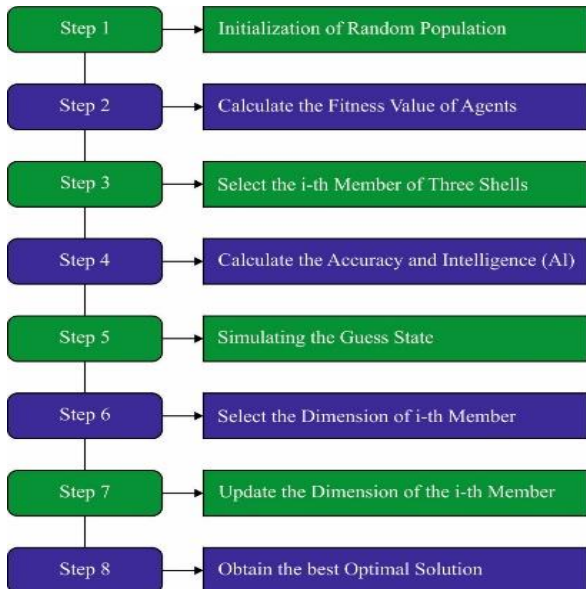 Step 1
Initialization of Random Population
Step 2
Calculate the Fitness Value of Agents
Step 3
Select the i-th Member of Three Shells
Step 4
Calculate the Accuracy and Intelligence (Al)
Step 5
Simulating the Guess State
Step 6
Select the Dimension of i-th Member
Step 7
Update the Dimension of the i-th Member
Step 8
Obtain the best Optimal Solution